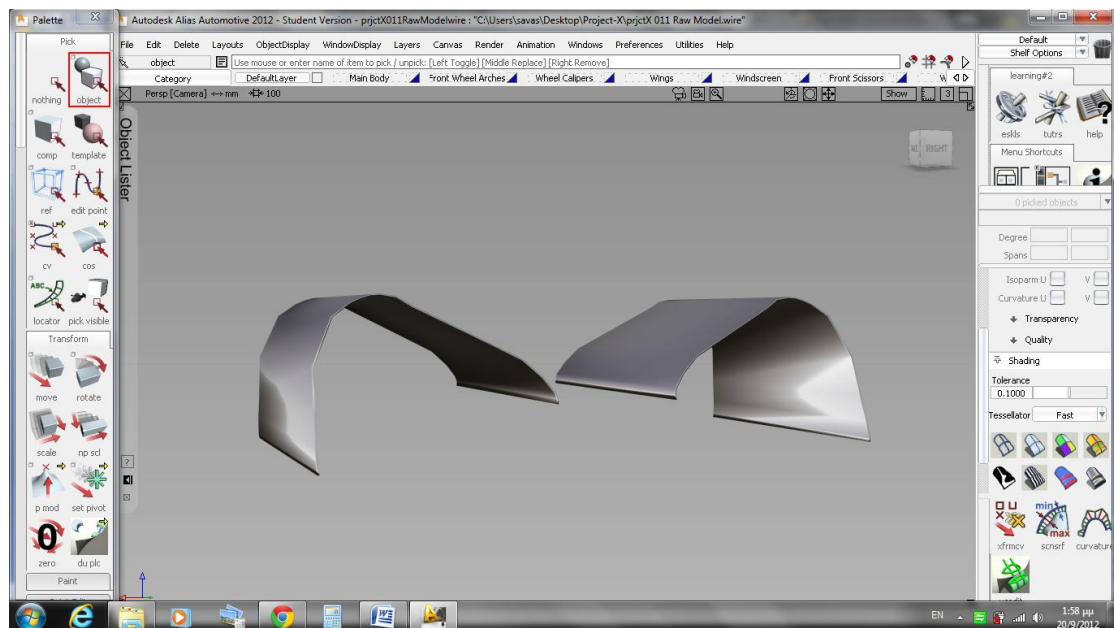 Palette
Autodesk Alias Automotive 2012 - Student Version - prjctX011RawModelwire : "C:\Users\savas\Desktop\Project-X\prjctX 011 Raw Model.wire"
Pick
nothing object
comp template
ref edit point
cv cos
ABC
locator pick visible
Transform
move rotate
scale np scl
p mod set pivot
0
zero du plc
Paint
File Edit Delete Layouts ObjectDisplay WindowDisplay Layers Canvas Render Animation Windows Preferences Utilities Help
object Use mouse or enter name of item to pick / unpick: [Left Toggle] [Middle Replace] [Right Remove]
Category DefaultLayer Main Body Front Wheel Arches Wheel Calipers Wings Windscreen Front Scissors W
Persp [Camera] mm 100 Show 3
Object Lister
RIGHT
?
Default
Shelf Options
learning#2
eskls tutrs help
Menu Shortcuts
0 picked objects
Degree
Spans
Isoparm U V
Curvature U V
Transparency
Quality
Shading
Tolerance
0.1000
Tessellator Fast
min
max
xfrmcv scnsrf curvature
EN 1:58 μμ
20/9/2012